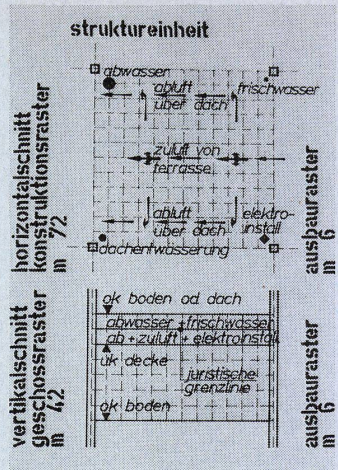 struktureinheit
abwasser
abluft
über dach
frischwasser
zuluft von
terrasse
abluft
über dach
elektro-
install
dachentwässerung
horizontalschnitt
konstruktionsraster
m 72
ausbauraster
m 6
ok boden od dach
abwasser + frischwasser
ab + zuluft + elektroinstall
uk decke
juristische
grenzlinie
ok boden
vertikalschnitt
geschossraster
m 42
ausbauraster
m 6